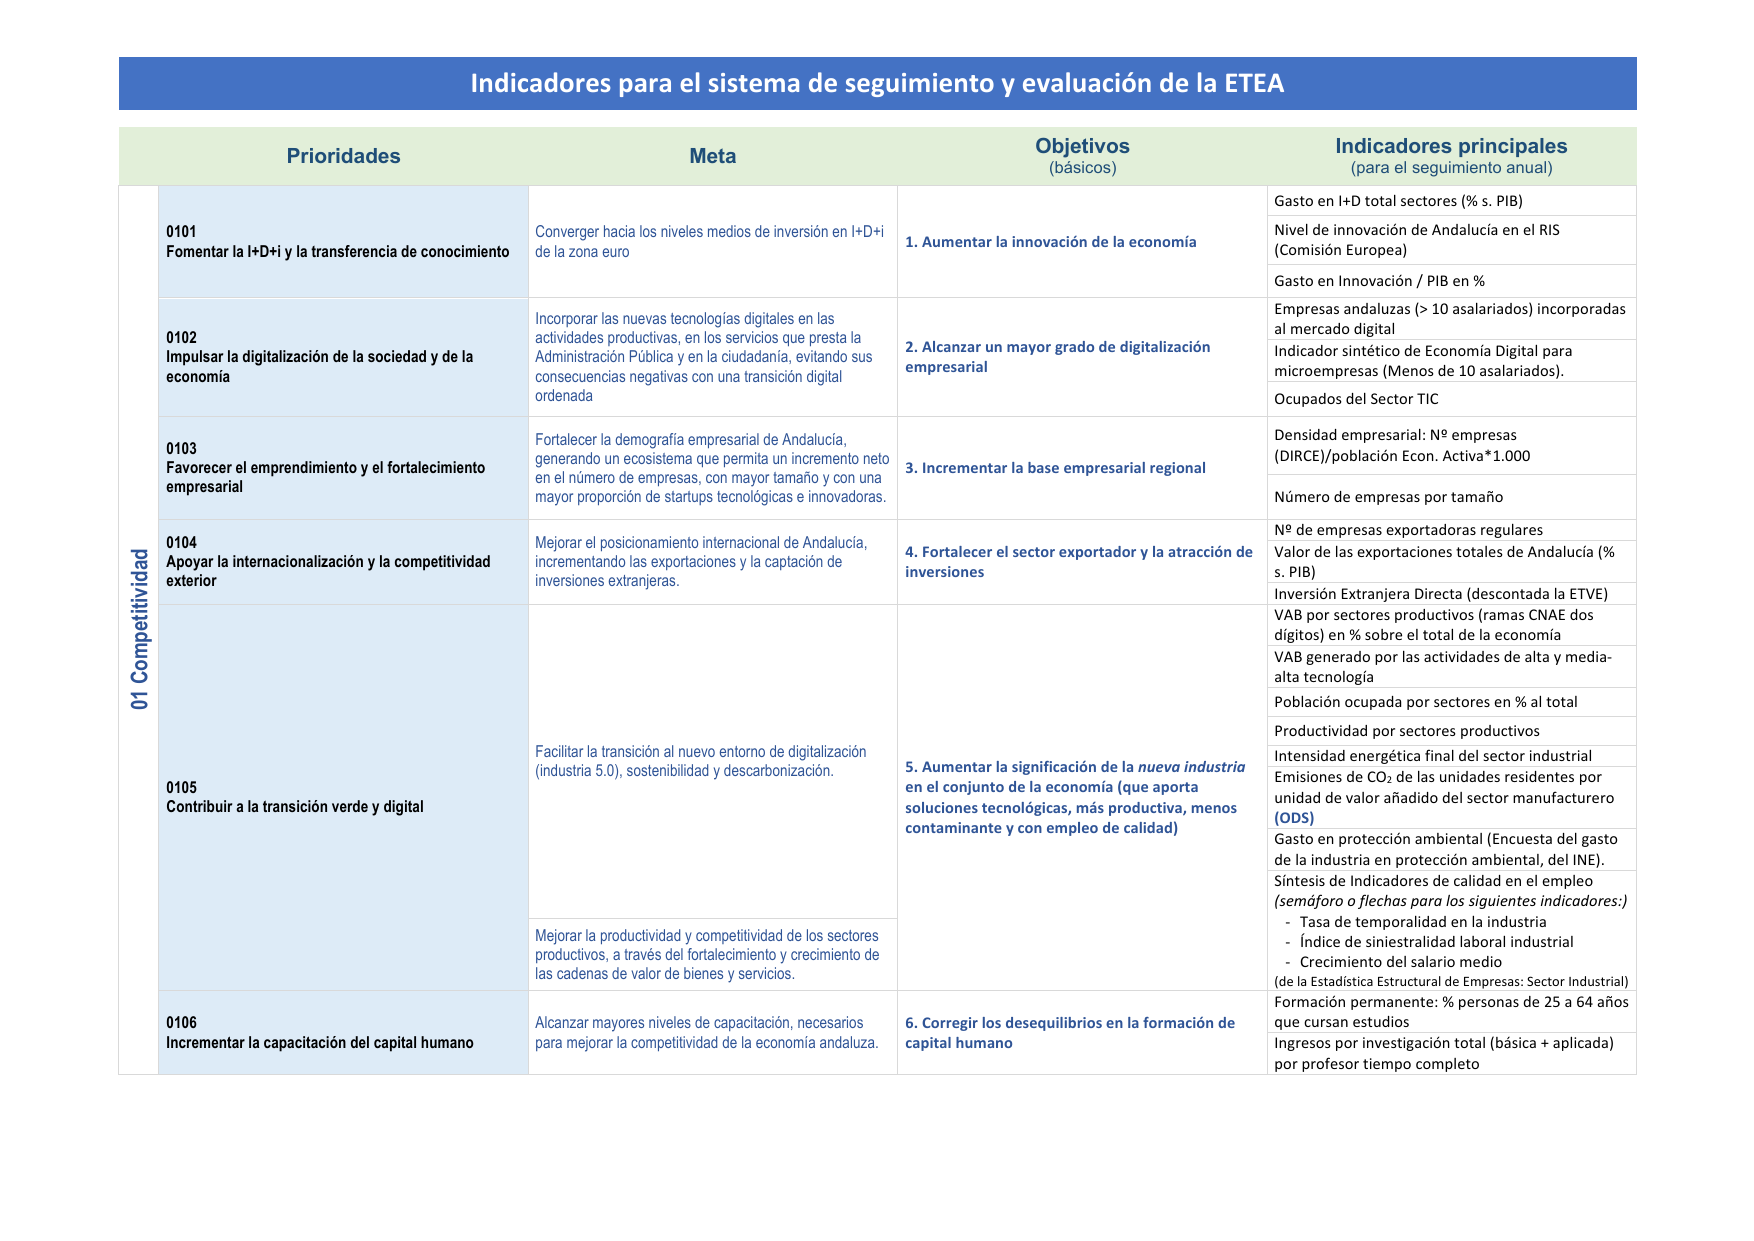 Indicadores para el sistema de seguimiento y evaluación de la ETEA
Prioridades
Meta
Objetivos
(básicos)
Indicadores principales
(para el seguimiento anual)
01 Competitividad
0101
Fomentar la I+D+i y la transferencia de conocimiento
Converger hacia los niveles medios de inversión en I+D+i
de la zona euro
1. Aumentar la innovación de la economía
Gasto en I+D total sectores (% s. PIB)
Nivel de innovación de Andalucía en el RIS
(Comisión Europea)
Gasto en Innovación / PIB en %
0102
Impulsar la digitalización de la sociedad y de la
economía
Incorporar las nuevas tecnologías digitales en las
actividades productivas, en los servicios que presta la
Administración Pública y en la ciudadanía, evitando sus
consecuencias negativas con una transición digital
ordenada
2. Alcanzar un mayor grado de digitalización
empresarial
Empresas andaluzas (> 10 asalariados) incorporadas
al mercado digital
Indicador sintético de Economía Digital para
microempresas (Menos de 10 asalariados).
Ocupados del Sector TIC
0103
Favorecer el emprendimiento y el fortalecimiento
empresarial
Fortalecer la demografía empresarial de Andalucía,
generando un ecosistema que permita un incremento neto
en el número de empresas, con mayor tamaño y con una
mayor proporción de startups tecnológicas e innovadoras.
3. Incrementar la base empresarial regional
Densidad empresarial: Nº empresas
(DIRCE)/población Econ. Activa*1.000
Número de empresas por tamaño
0104
Apoyar la internacionalización y la competitividad
exterior
Mejorar el posicionamiento internacional de Andalucía,
incrementando las exportaciones y la captación de
inversiones extranjeras.
4. Fortalecer el sector exportador y la atracción de
inversiones
Nº de empresas exportadoras regulares
Valor de las exportaciones totales de Andalucía (%
s. PIB)
Inversión Extranjera Directa (descontada la ETVE)
0105
Contribuir a la transición verde y digital
Facilitar la transición al nuevo entorno de digitalización
(industria 5.0), sostenibilidad y descarbonización.
Mejorar la productividad y competitividad de los sectores
productivos, a través del fortalecimiento y crecimiento de
las cadenas de valor de bienes y servicios.
5. Aumentar la significación de la nueva industria
en el conjunto de la economía (que aporta
soluciones tecnológicas, más productiva, menos
contaminante y con empleo de calidad)
VAB por sectores productivos (ramas CNAE dos
dígitos) en % sobre el total de la economía
VAB generado por las actividades de alta y media-
alta tecnología
Población ocupada por sectores en % al total
Productividad por sectores productivos
Intensidad energética final del sector industrial
Emisiones de CO₂ de las unidades residentes por
unidad de valor añadido del sector manufacturero
(ODS)
Gasto en protección ambiental (Encuesta del gasto
de la industria en protección ambiental, del INE).
Síntesis de Indicadores de calidad en el empleo
(semáforo o flechas para los siguientes indicadores:)
- Tasa de temporalidad en la industria
- Índice de siniestralidad laboral industrial
- Crecimiento del salario medio
(de la Estadística Estructural de Empresas: Sector Industrial)
0106
Incrementar la capacitación del capital humano
Alcanzar mayores niveles de capacitación, necesarios
para mejorar la competitividad de la economía andaluza.
6. Corregir los desequilibrios en la formación de
capital humano
Formación permanente: % personas de 25 a 64 años
que cursan estudios
Ingresos por investigación total (básica + aplicada)
por profesor tiempo completo